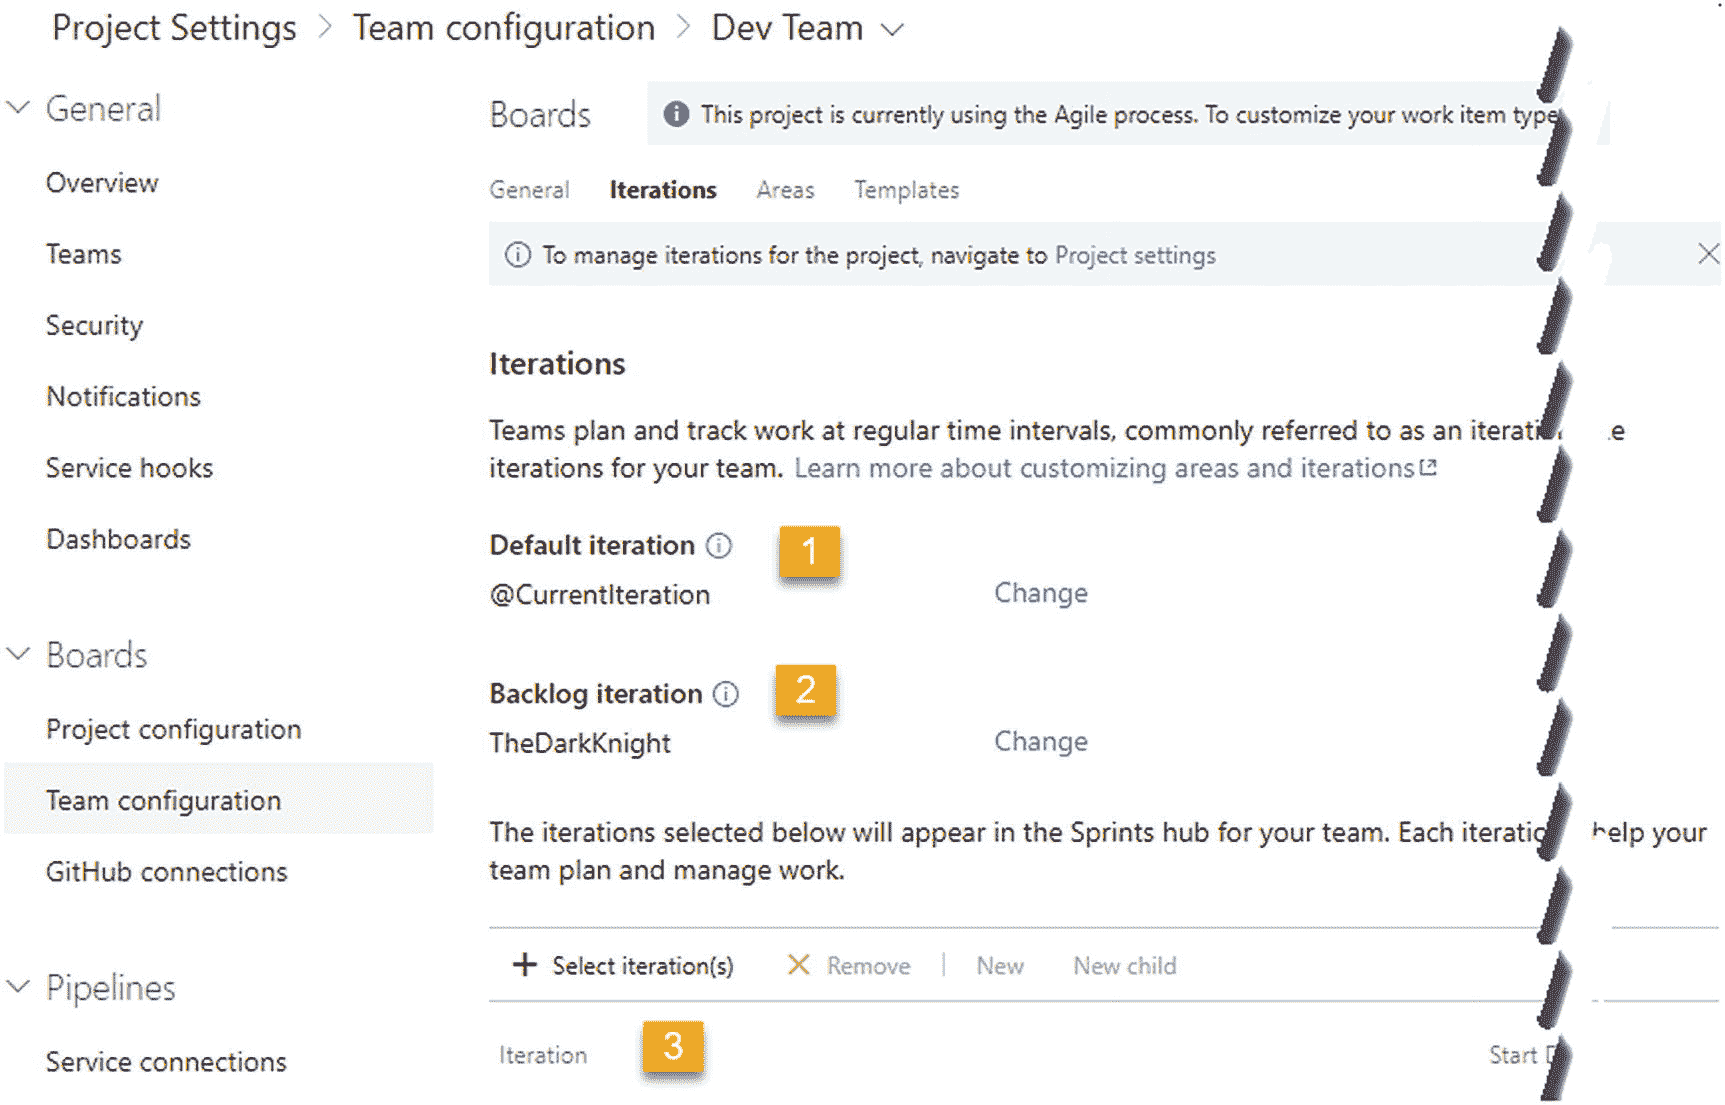 Project Settings > Team configuration > Dev Team
General
Overview
Teams
Security
Notifications
Service hooks
Dashboards
Boards
Project configuration
Team configuration
GitHub connections
Pipelines
Service connections
Boards
This project is currently using the Agile process. To customize your work item type
General Iterations Areas Templates
To manage iterations for the project, navigate to Project settings
Iterations
Teams plan and track work at regular time intervals, commonly referred to as an
iterations for your team. Learn more about customizing areas and iterations
Default iteration 1
@CurrentIteration Change
Backlog iteration 2
TheDarkKnight Change
The iterations selected below will appear in the Sprints hub for your team. Each help your
team plan and manage work.
+ Select iteration(s) Remove | New New child
Iteration 3 Start